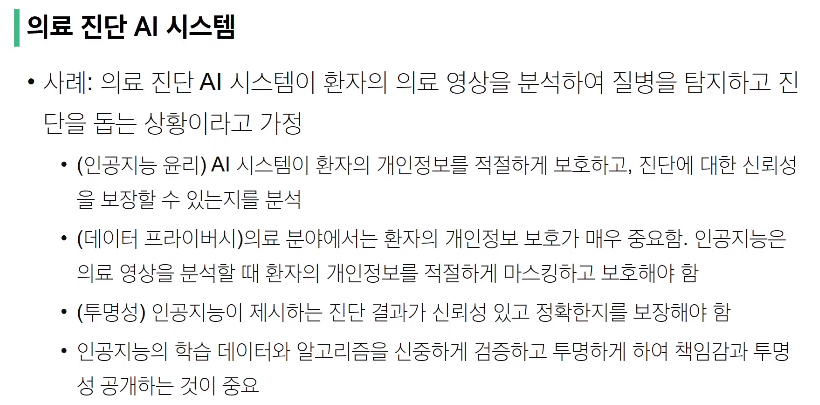 의료 진단 AI 시스템
• 사례: 의료 진단 AI 시스템이 환자의 의료 영상을 분석하여 질병을 탐지하고 진
단을 돕는 상황이라고 가정
• (인공지능 윤리) AI 시스템이 환자의 개인정보를 적절하게 보호하고, 진단에 대한 신뢰성
을 보장할 수 있는지를 분석
• (데이터 프라이버시)의료 분야에서는 환자의 개인정보 보호가 매우 중요함. 인공지능은
의료 영상을 분석할 때 환자의 개인정보를 적절하게 마스킹하고 보호해야 함
• (투명성) 인공지능이 제시하는 진단 결과가 신뢰성 있고 정확한지를 보장해야 함
• 인공지능의 학습 데이터와 알고리즘을 신중하게 검증하고 투명하게 하여 책임감과 투명
성 공개하는 것이 중요